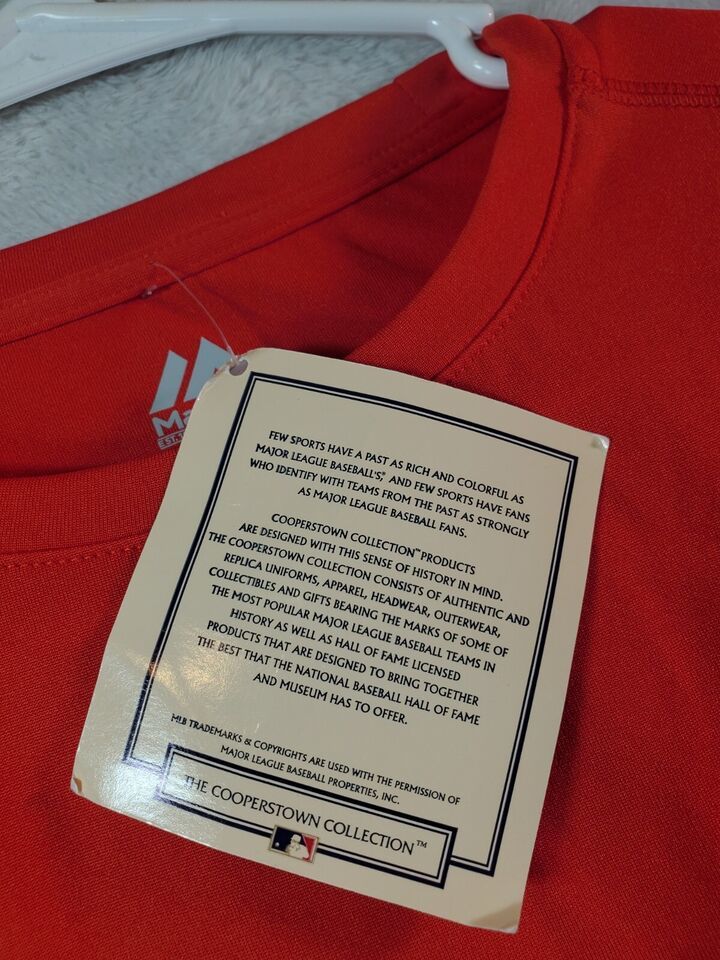 Ma
EST.
FEW SPORTS HAVE A PAST AS RICH AND COLORFUL AS
MAJOR LEAGUE BASEBALL'S, AND FEW SPORTS HAVE FANS
WHO IDENTIFY WITH TEAMS FROM THE PAST AS STRONGLY
AS MAJOR LEAGUE BASEBALL FANS.
COOPERSTOWN COLLECTION™ PRODUCTS
ARE DESIGNED WITH THIS SENSE OF HISTORY IN MIND.
THE COOPERSTOWN COLLECTION CONSISTS OF AUTHENTIC AND
REPLICA UNIFORMS, APPAREL, HEADWEAR, OUTERWEAR,
COLLECTIBLES AND GIFTS BEARING THE MARKS OF SOME OF
THE MOST POPULAR MAJOR LEAGUE BASEBALL TEAMS IN
HISTORY AS WELL AS HALL OF FAME LICENSED
PRODUCTS THAT ARE DESIGNED TO BRING TOGETHER
THE BEST THAT THE NATIONAL BASEBALL HALL OF FAME
AND MUSEUM HAS TO OFFER.
MLB TRADEMARKS & COPYRIGHTS ARE USED WITH THE PERMISSION OF
MAJOR LEAGUE BASEBALL PROPERTIES, INC.
THE COOPERSTOWN COLLECTION™